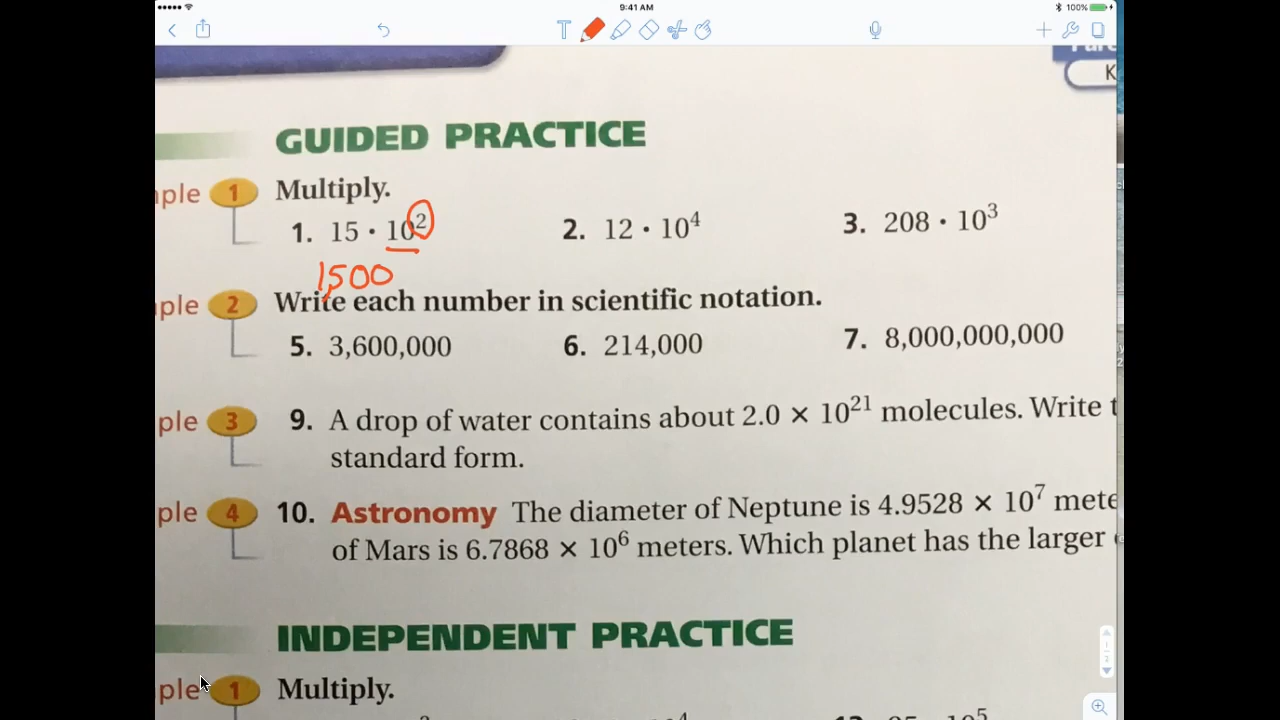 9:41 AM 100%
K
GUIDED PRACTICE
ple 1 Multiply.
1. 15 · 10² 2. 12 · 10⁴ 3. 208 · 10³
1,500
ple 2 Write each number in scientific notation.
5. 3,600,000 6. 214,000 7. 8,000,000,000
ple 3 9. A drop of water contains about 2.0 × 10²¹ molecules. Write t
standard form.
ple 4 10. Astronomy The diameter of Neptune is 4.9528 × 10⁷ mete
of Mars is 6.7868 × 10⁶ meters. Which planet has the larger
INDEPENDENT PRACTICE
ple 1 Multiply.